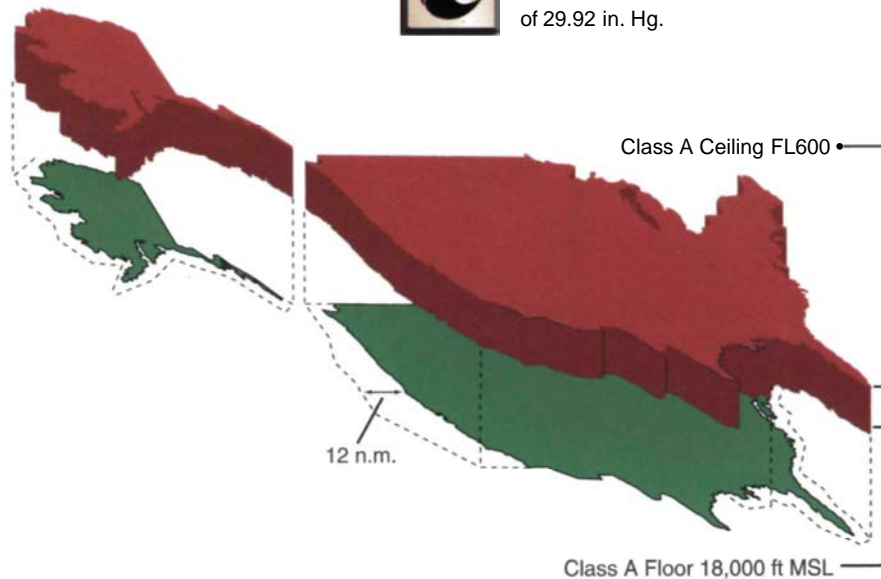 of 29.92 in. Hg.
Class A Ceiling FL600
12 n.m.
Class A Floor 18,000 ft MSL